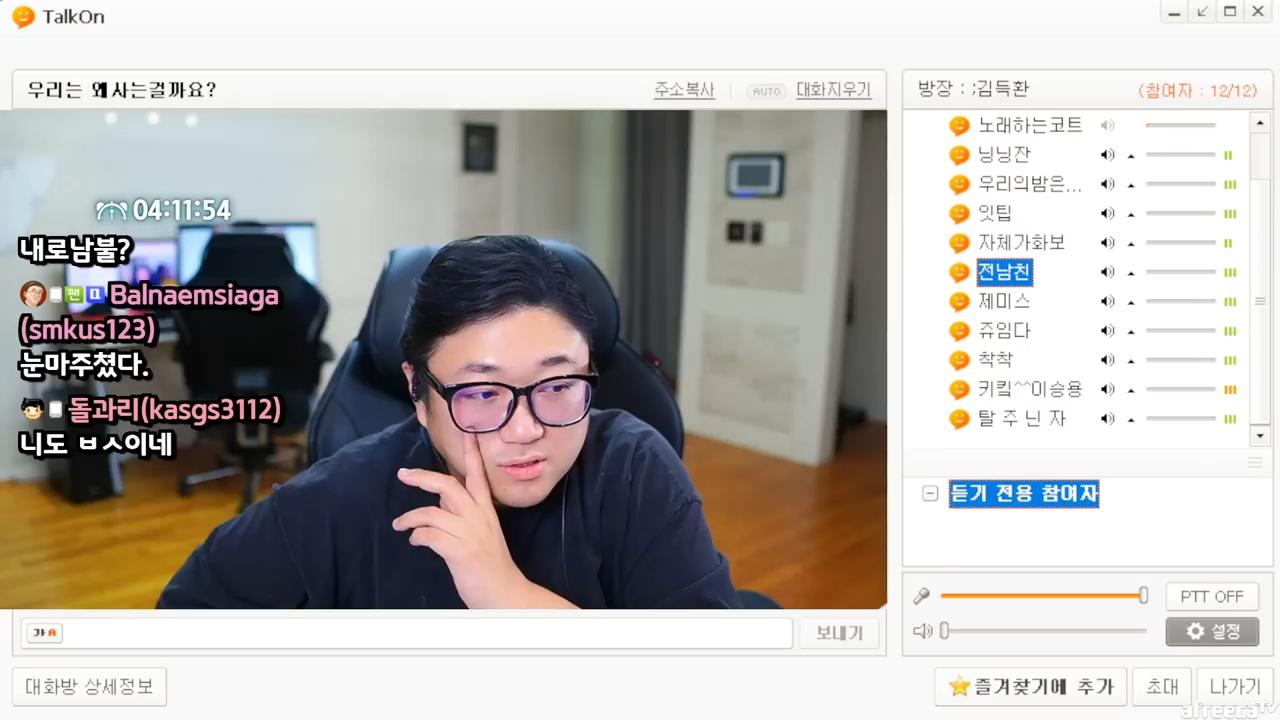 TalkOn
우리는 왜 사는걸까요?
주소복사
AUTO
대화지우기
방장 : ;김득환
(참여자 : 12/12)
04:11:54
내로남불?
팬 Balnaemsiaga
(smkus123)
눈마주쳤다.
돌과리(kasgs3112)
니도 ㅂㅅ이네
노래하는코트
닝닝잔
우리의밤은...
잇팁
자체가화보
전남친
제미스
쥬임다
착착
키킼^^이승용
탈 주 닌 자
듣기 전용 참여자
가A
보내기
PTT OFF
설정
대화방 상세정보
즐겨찾기에 추가
초대
나가기
afreecaTV